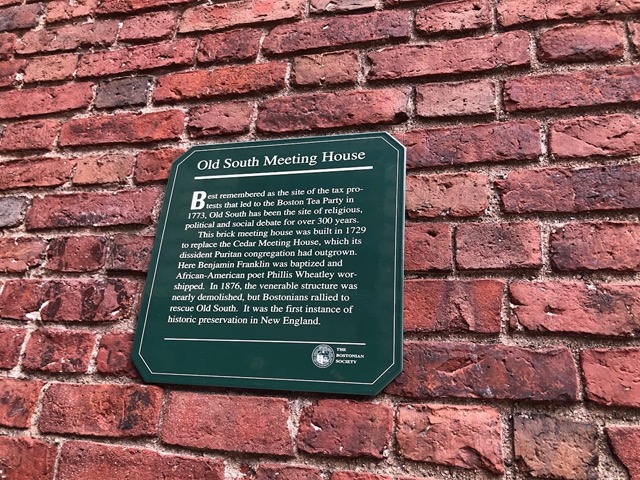 Old South Meeting House
Best remembered as the site of the tax pro-
tests that led to the Boston Tea Party in
1773, Old South has been the site of religious,
political and social debate for over 300 years.
This brick meeting house was built in 1729
to replace the Cedar Meeting House, which its
dissident Puritan congregation had outgrown.
Here Benjamin Franklin was baptized and
African-American poet Phillis Wheatley wor-
shipped. In 1876, the venerable structure was
nearly demolished, but Bostonians rallied to
rescue Old South. It was the first instance of
historic preservation in New England.
THE
BOSTONIAN
SOCIETY